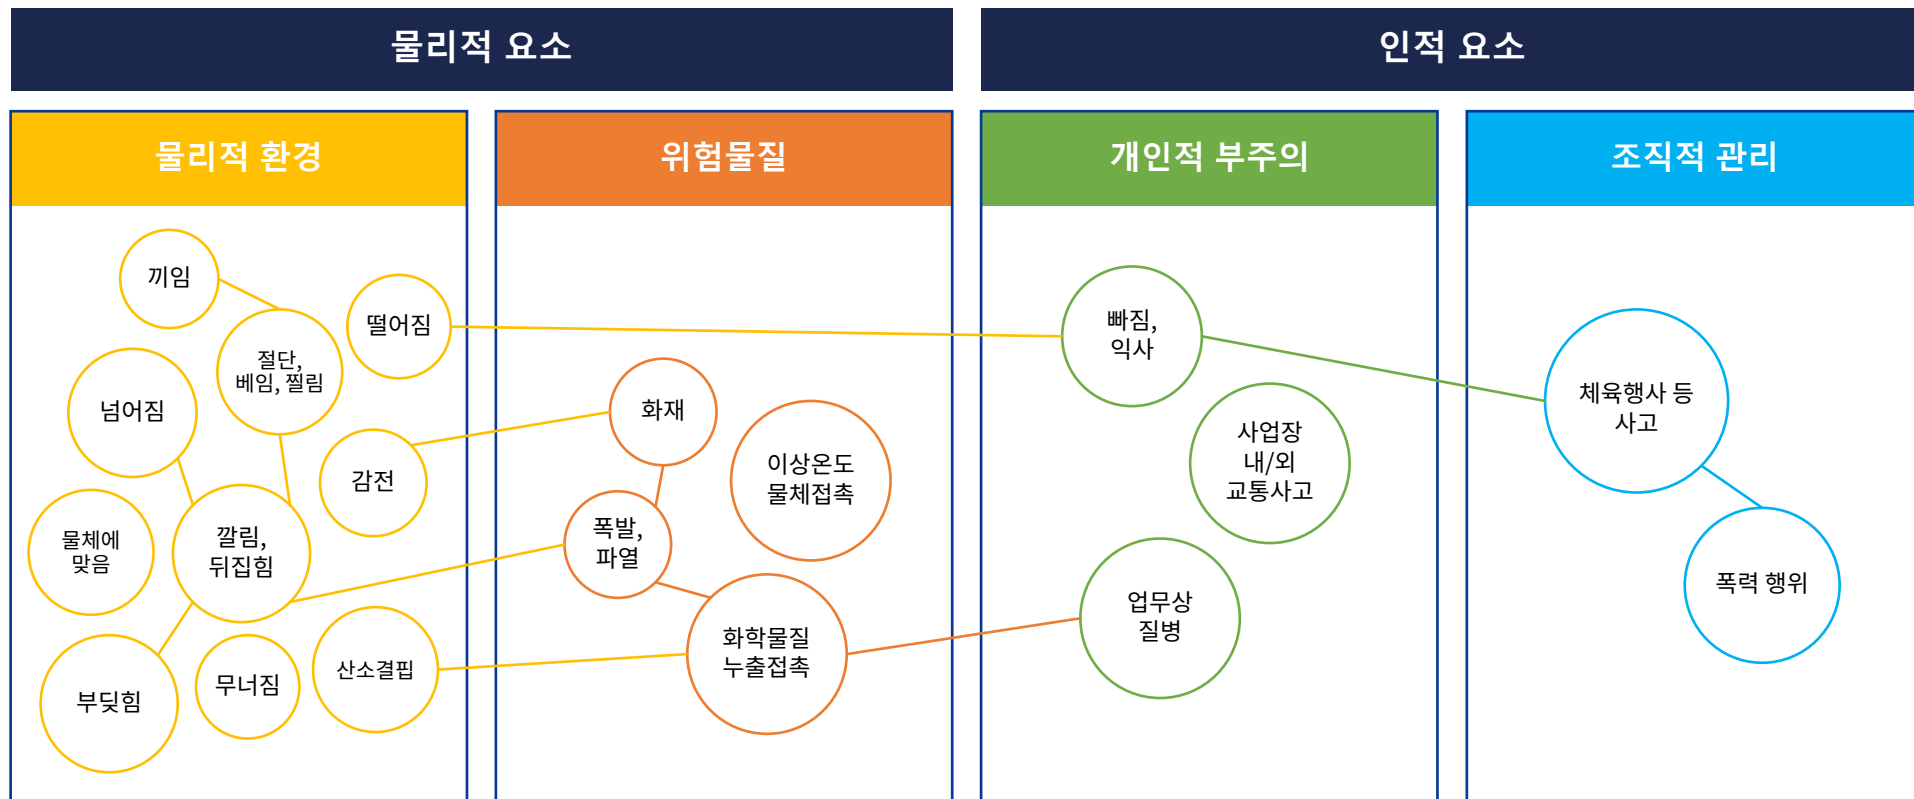 물리적 요소
인적 요소
물리적 환경
위험물질
개인적 부주의
조직적 관리
끼임
떨어짐
절단,
베임, 찔림
넘어짐
감전
물체에
맞음
깔림,
뒤집힘
부딪힘
무너짐
산소결핍
화재
이상온도
물체접촉
폭발,
파열
화학물질
누출접촉
빠짐,
익사
사업장
내/외
교통사고
업무상
질병
체육행사 등
사고
폭력 행위